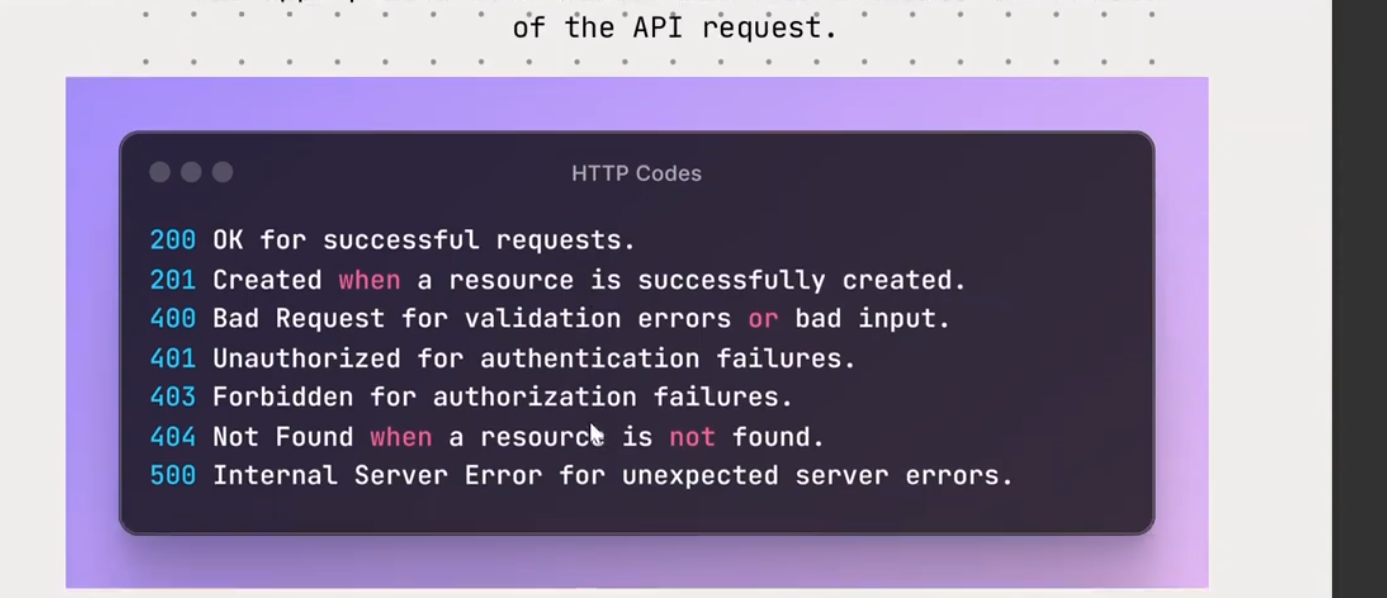 of the API request.
HTTP Codes
200 OK for successful requests.
201 Created when a resource is successfully created.
400 Bad Request for validation errors or bad input.
401 Unauthorized for authentication failures.
403 Forbidden for authorization failures.
404 Not Found when a resource is not found.
500 Internal Server Error for unexpected server errors.